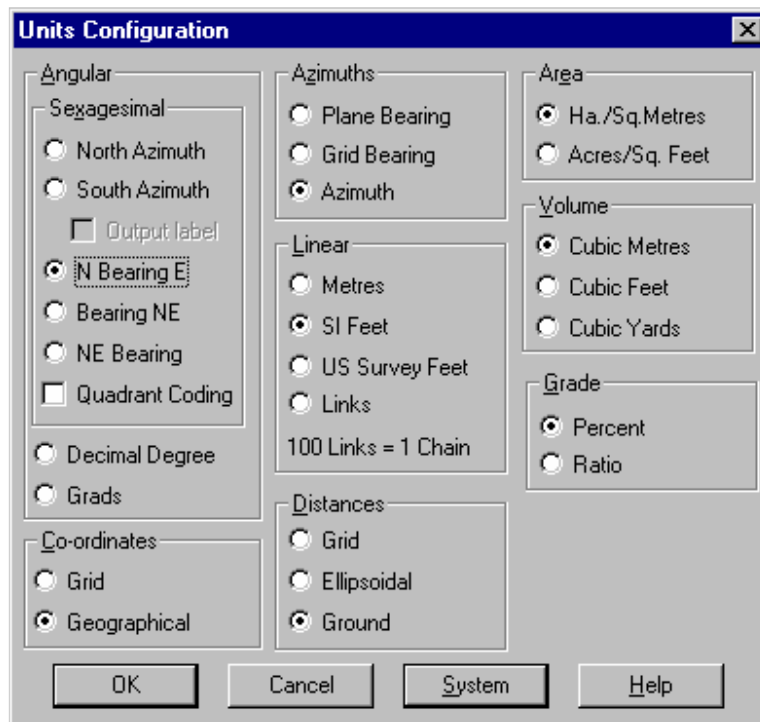 Units Configuration
Angular
Sexagesimal
North Azimuth
South Azimuth
Output label
N Bearing E
Bearing NE
NE Bearing
Quadrant Coding
Decimal Degree
Grads
Co-ordinates
Grid
Geographical
Azimuths
Plane Bearing
Grid Bearing
Azimuth
Linear
Metres
SI Feet
US Survey Feet
Links
100 Links = 1 Chain
Distances
Grid
Ellipsoidal
Ground
Area
Ha./Sq.Metres
Acres/Sq. Feet
Volume
Cubic Metres
Cubic Feet
Cubic Yards
Grade
Percent
Ratio
OK
Cancel
System
Help